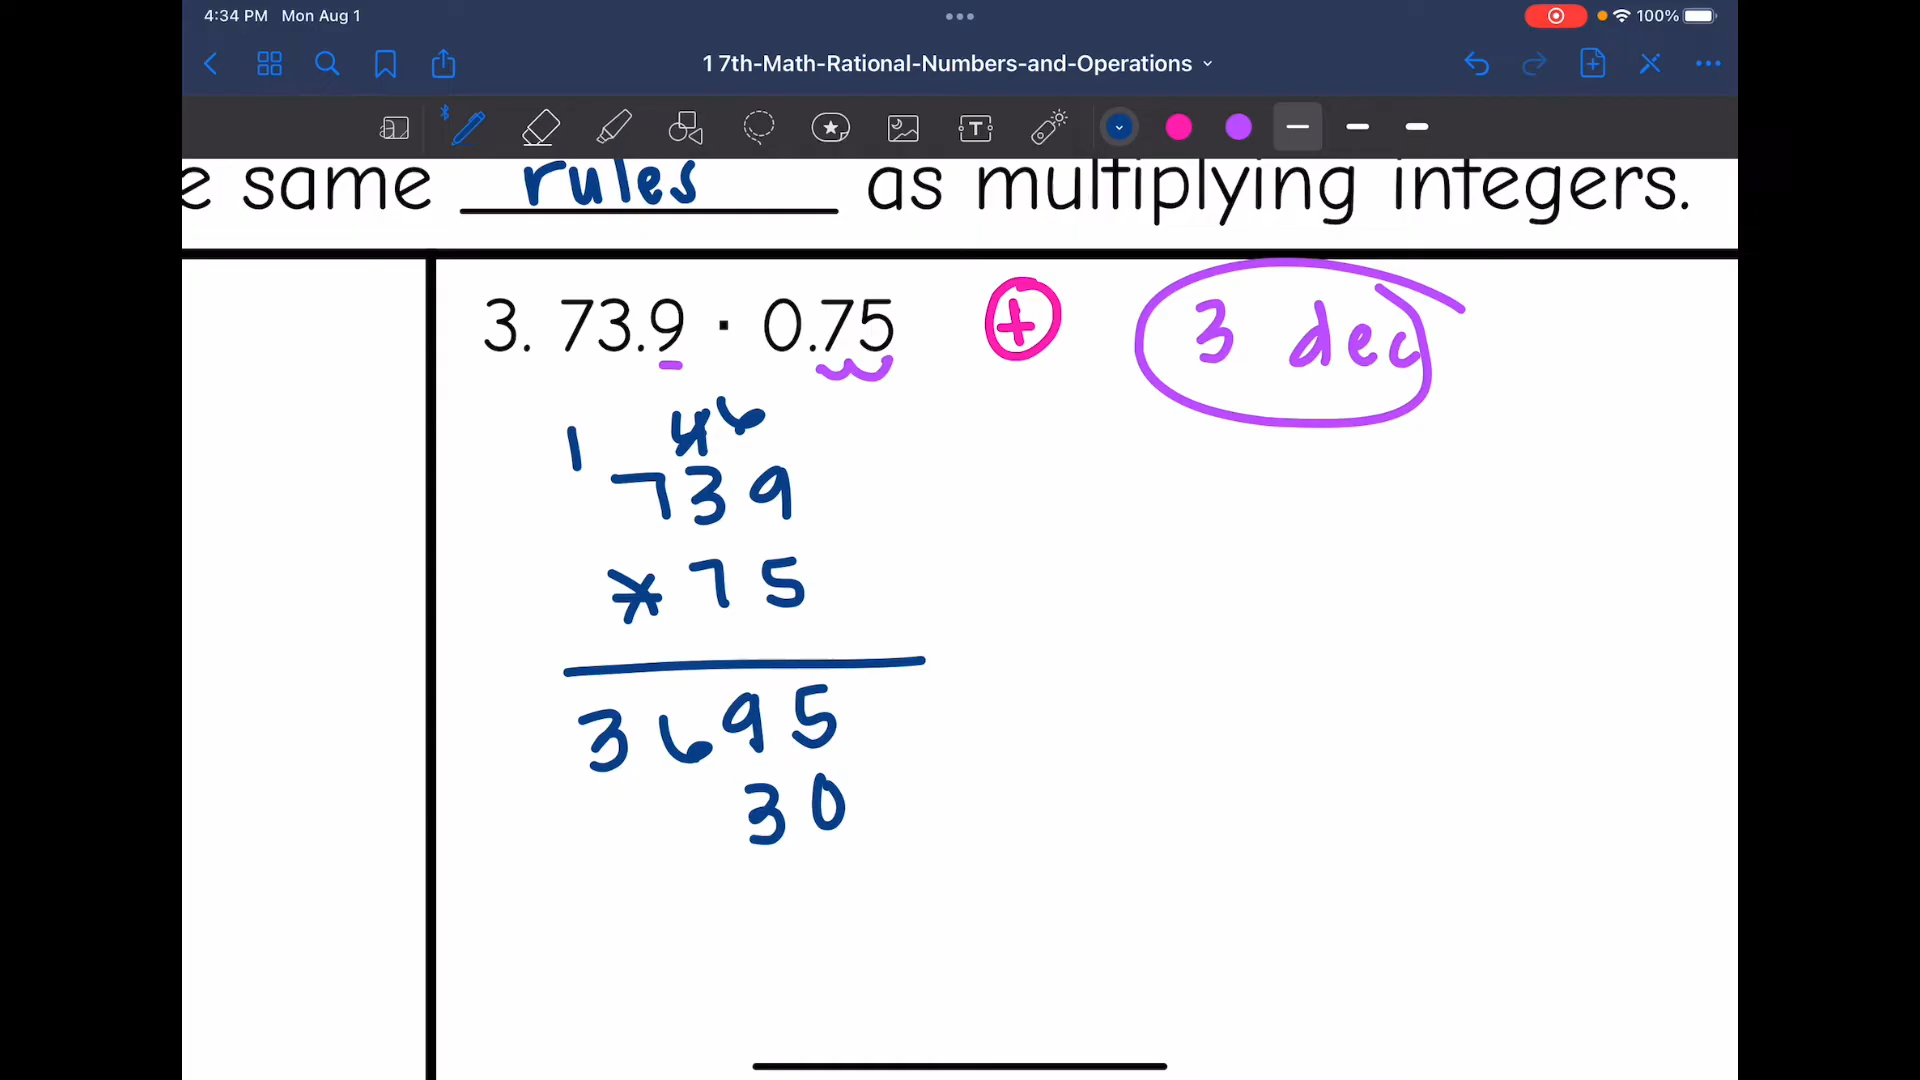 4:34 PM Mon Aug 1
100%
1 7th-Math-Rational-Numbers-and-Operations
e same rules as multiplying integers.
3. 73.9 · 0.75 + 3 dec
1 4 6
739
* 75
3695
30